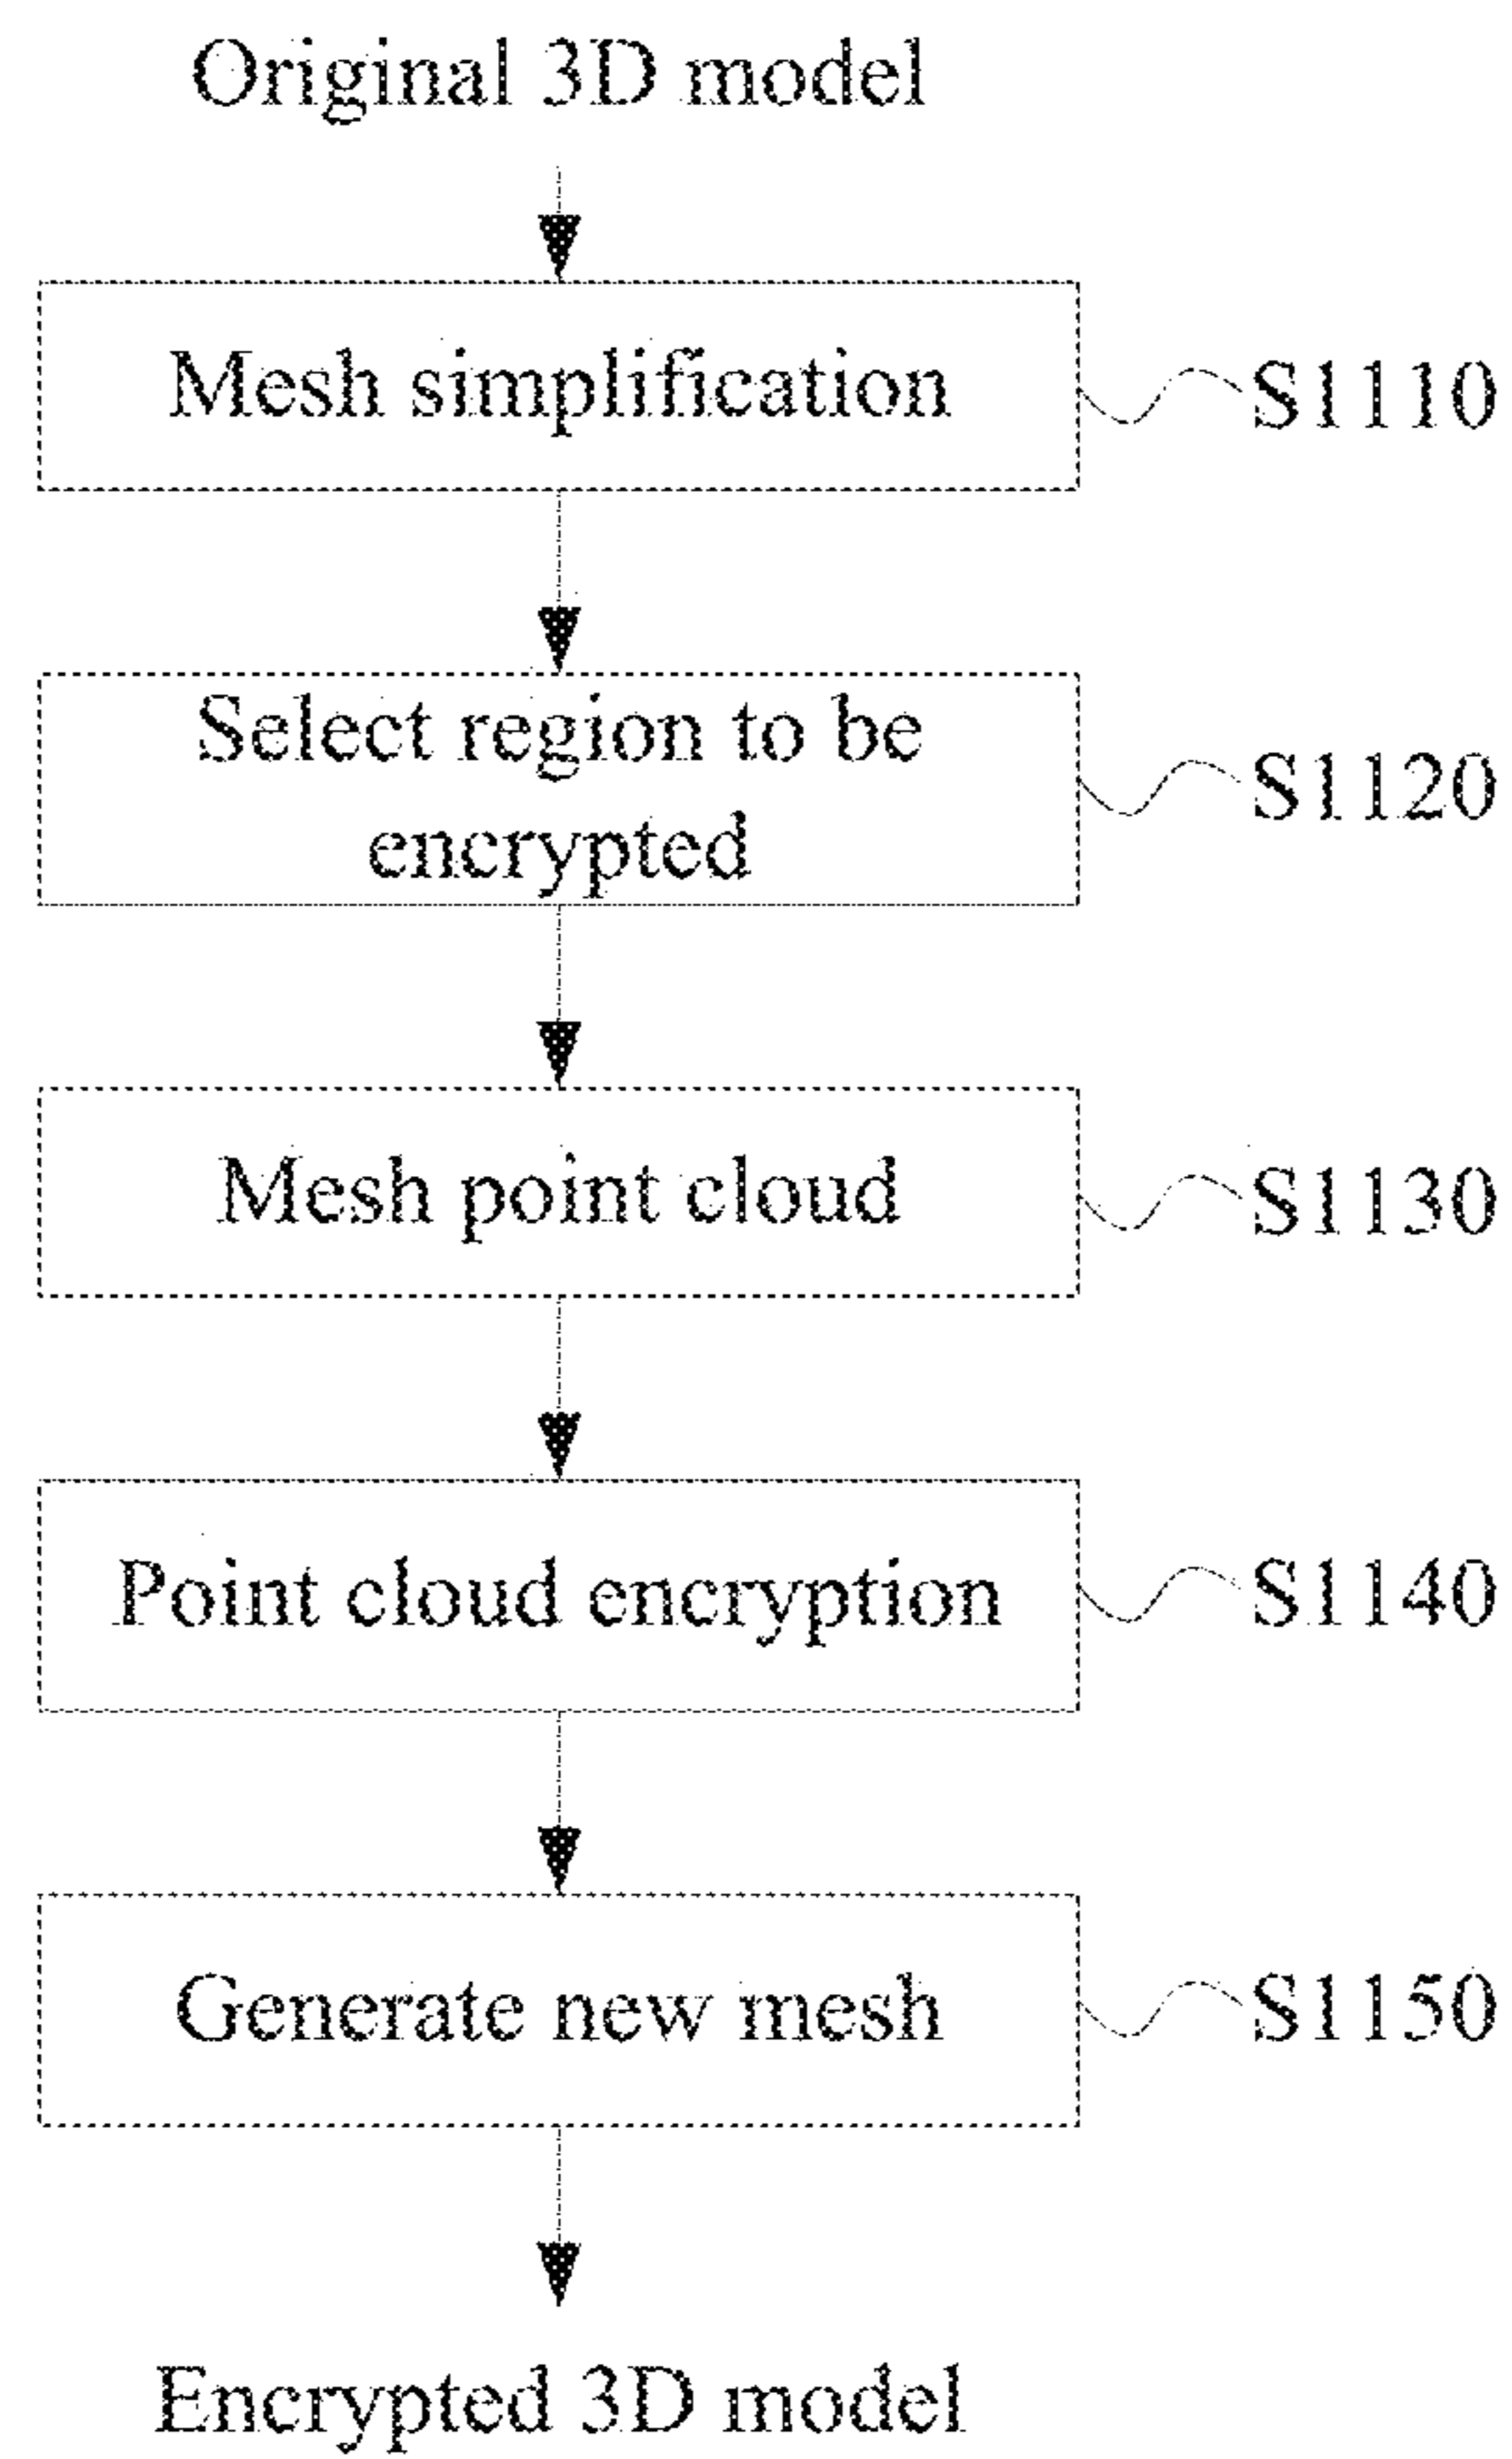 Original 3D model
Mesh simplification
S1110
Select region to be
encrypted
S1120
Mesh point cloud
S1130
Point cloud encryption
S1140
Generate new mesh
S1150
Encrypted 3D model